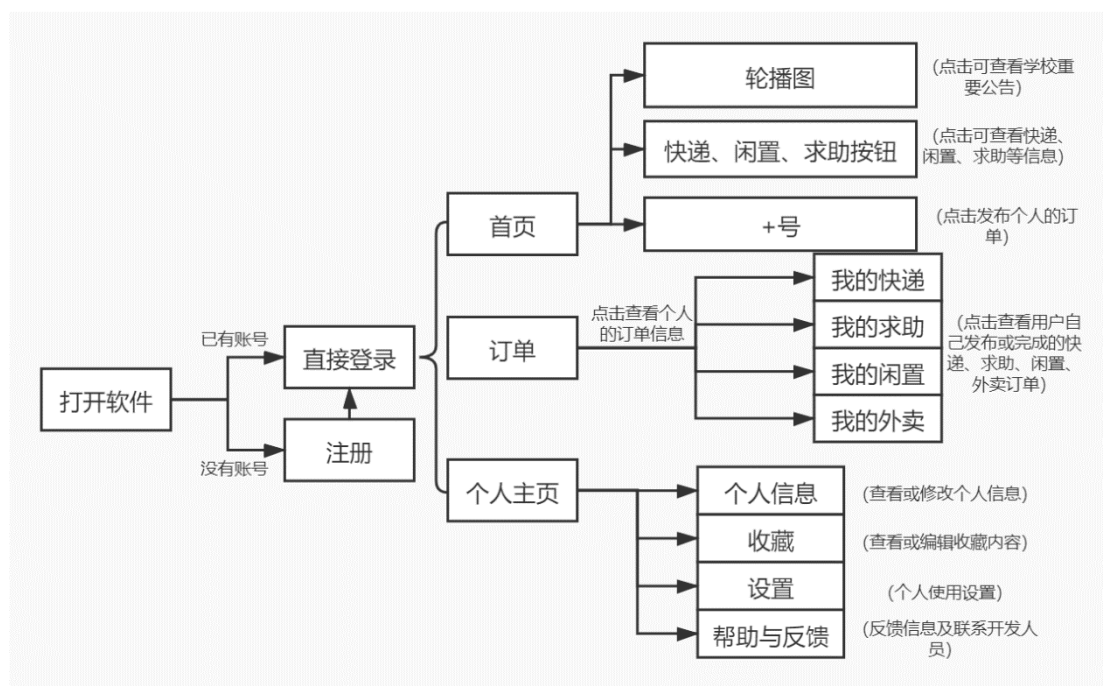 打开软件
已有账号
没有账号
直接登录
注册
首页
轮播图
(点击可查看学校重
要公告)
快递、闲置、求助按钮
(点击可查看快递、
闲置、求助等信息)
+号
(点击发布个人的订
单)
订单
点击查看个人
的订单信息
我的快递
我的求助
我的闲置
我的外卖
(点击查看用户自
己发布或完成的快
递、求助、闲置、
外卖订单)
个人主页
个人信息
(查看或修改个人信息)
收藏
(查看或编辑收藏内容)
设置
(个人使用设置)
帮助与反馈
(反馈信息及联系开发人
员)